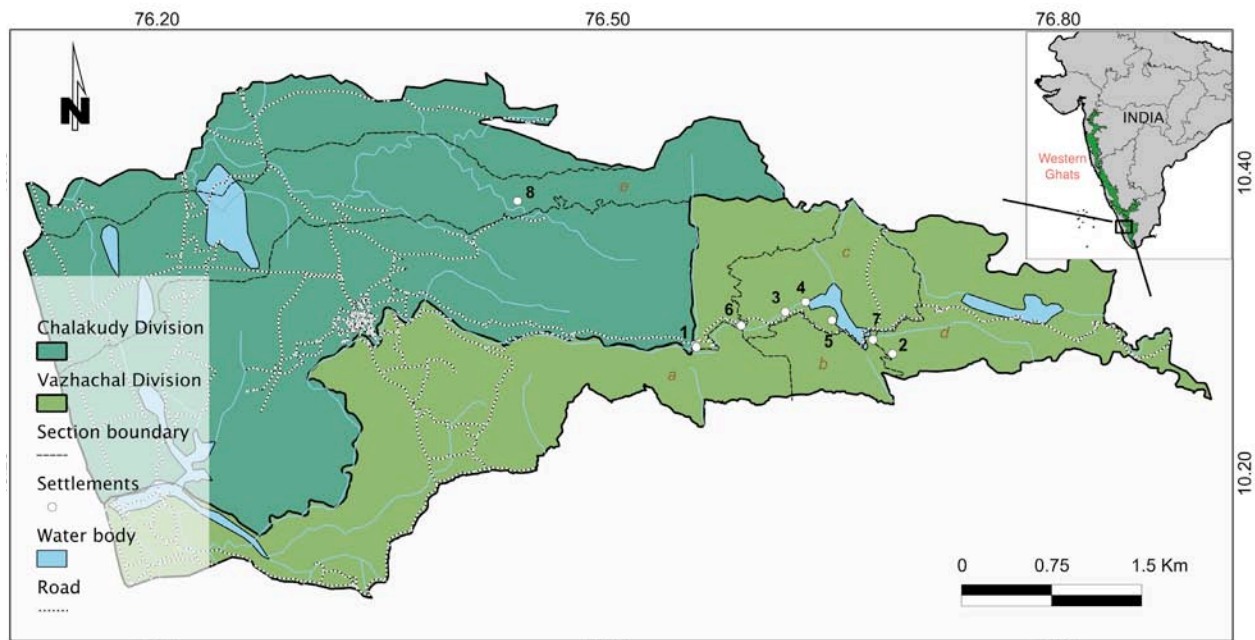 76.20 76.50 76.80
N
INDIA
Western
Ghats
10.40
8
e
c
4
3
6
1
5
7
2
d
b
a
Chalakudy Division
Vazhachal Division
Section boundary
Settlements
Water body
Road
10.20
0 0.75 1.5 Km